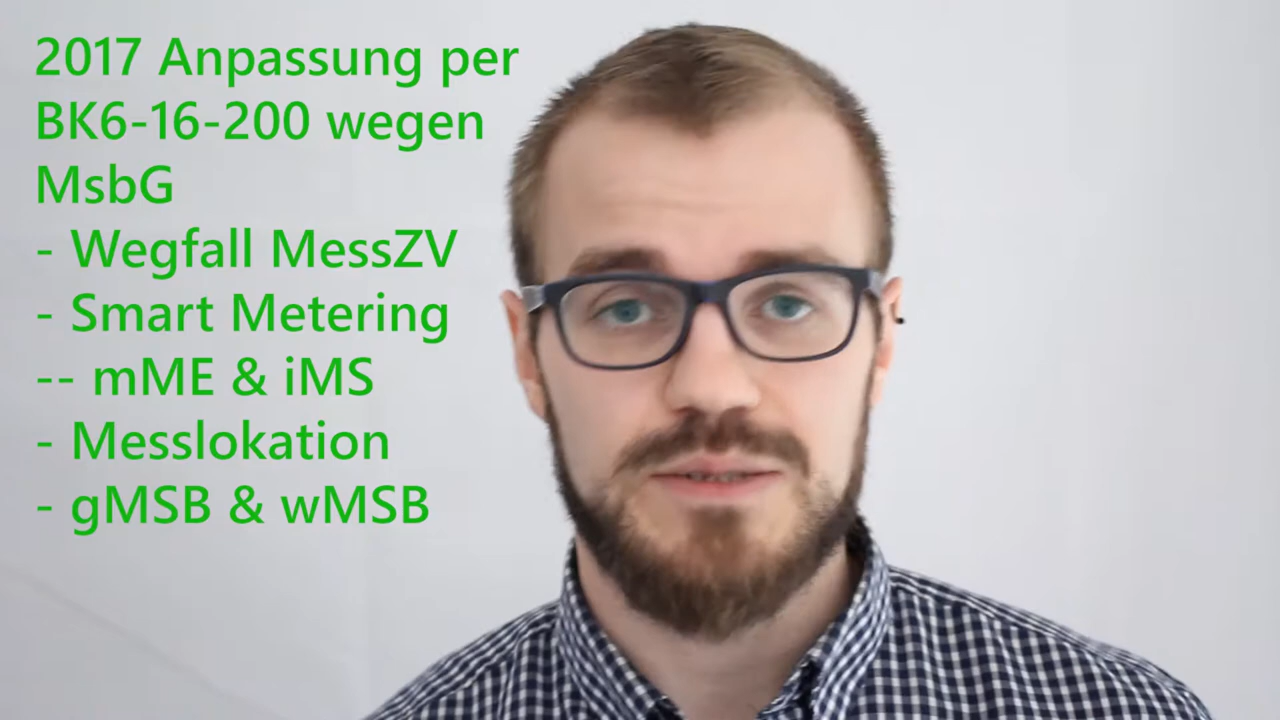 2017 Anpassung per
BK6-16-200 wegen
MsbG
- Wegfall MessZV
- Smart Metering
-- mME & iMS
- Messlokation
- gMSB & wMSB